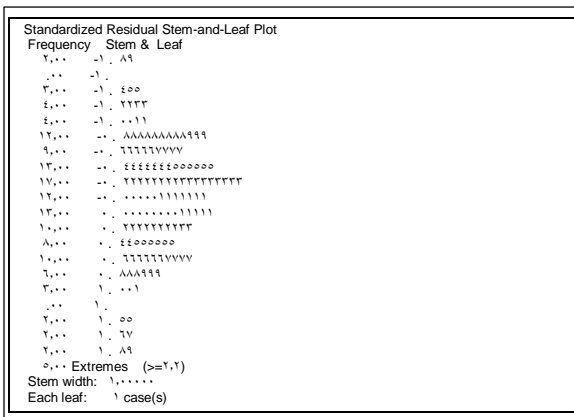 Standardized Residual Stem-and-Leaf Plot
Frequency Stem & Leaf
٢,٠٠ -١ . ٨٩
.٠٠ -١ .
٣,٠٠ -١ . ٤٥٥
٤,٠٠ -١ . ٢٢٣٣
٤,٠٠ -١ . ٠٠١١
١٢,٠٠ -٠ . ٨٨٨٨٨٨٨٨٨٩٩٩
٩,٠٠ -٠ . ٦٦٦٦٦٧٧٧٧
١٣,٠٠ -٠ . ٤٤٤٤٤٤٤٥٥٥٥٥٥
١٧,٠٠ -٠ . ٢٢٢٢٢٢٢٢٣٣٣٣٣٣٣٣٣
١٢,٠٠ -٠ . ٠٠٠٠٠١١١١١١١
١٣,٠٠ ٠ . ٠٠٠٠٠٠٠٠١١١١١
١٠,٠٠ ٠ . ٢٢٢٢٢٢٢٢٣٣
٨,٠٠ ٠ . ٤٤٥٥٥٥٥٥
١٠,٠٠ ٠ . ٦٦٦٦٦٦٧٧٧٧
٦,٠٠ ٠ . ٨٨٨٩٩٩
٣,٠٠ ١ . ٠٠١
.٠٠ ١ .
٢,٠٠ ١ . ٥٥
٢,٠٠ ١ . ٦٧
٢,٠٠ ١ . ٨٩
٥,٠٠ Extremes (>=٢,٢)
Stem width: ١,٠٠٠٠٠
Each leaf: ١ case(s)